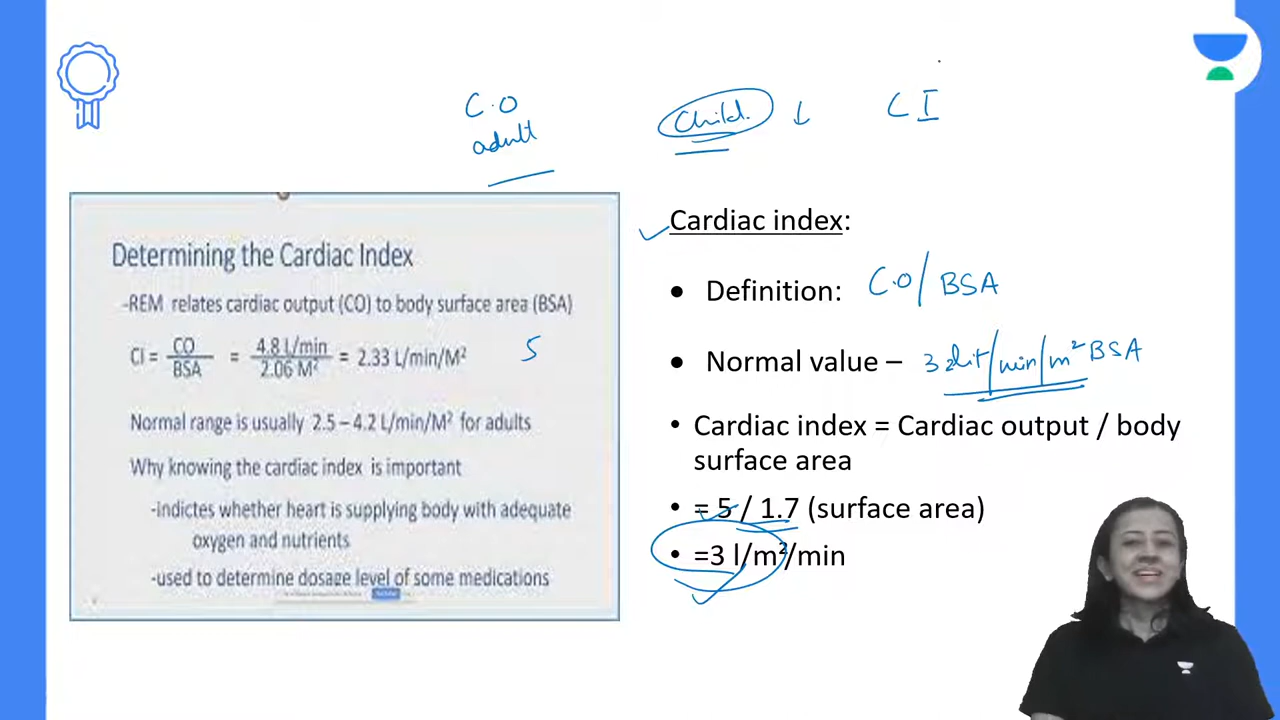 C.O
adult
Child. ↓
CI
Determining the Cardiac Index
-REM relates cardiac output (CO) to body surface area (BSA)
CI = CO/BSA = 4.8 L/min / 2.06 M² = 2.33 L/min/M²
5
Normal range is usually 2.5 – 4.2 L/min/M² for adults
Why knowing the cardiac index is important
-indictes whether heart is supplying body with adequate
oxygen and nutrients
-used to determine dosage level of some medications
Cardiac index:
• Definition: C.O/BSA
• Normal value – 3 /min/m² BSA
• Cardiac index = Cardiac output / body
surface area
• = 5 / 1.7 (surface area)
• =3 l/m²/min